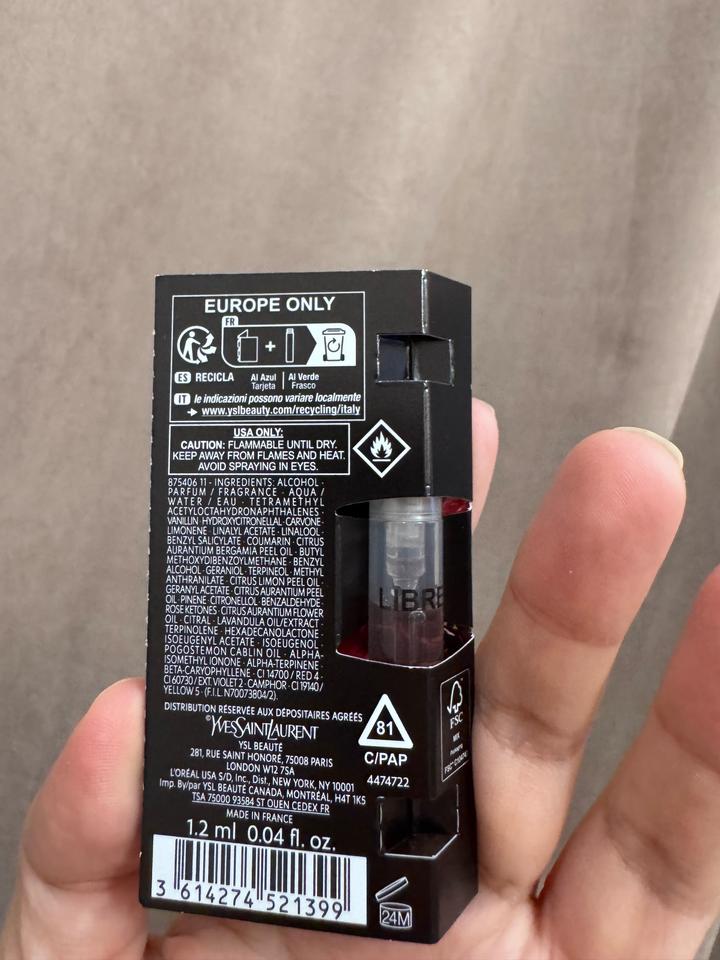 EUROPE ONLY
FR
+
ES RECICLA Al Azul Tarjeta | Al Verde Frasco
IT le indicazioni possono variare localmente
→ www.yslbeauty.com/recycling/italy
USA ONLY:
CAUTION: FLAMMABLE UNTIL DRY.
KEEP AWAY FROM FLAMES AND HEAT.
AVOID SPRAYING IN EYES.
875406 11 - INGREDIENTS: ALCOHOL ·
PARFUM / FRAGRANCE · AQUA /
WATER / EAU · TETRAMETHYL
ACETYLOCTAHYDRONAPHTHALENES ·
VANILLIN · HYDROXYCITRONELLAL · CARVONE ·
LIMONENE · LINALYL ACETATE · LINALOOL ·
BENZYL SALICYLATE · COUMARIN · CITRUS
AURANTIUM BERGAMIA PEEL OIL · BUTYL
METHOXYDIBENZOYLMETHANE · BENZYL
ALCOHOL · GERANIOL · TERPINEOL · METHYL
ANTHRANILATE · CITRUS LIMON PEEL OIL ·
GERANYL ACETATE · CITRUS AURANTIUM PEEL
OIL · PINENE · CITRONELLOL · BENZALDEHYDE ·
ROSE KETONES · CITRUS AURANTIUM FLOWER
OIL · CITRAL · LAVANDULA OIL/EXTRACT ·
TERPINOLENE · HEXADECANOLACTONE ·
ISOEUGENYL ACETATE · ISOEUGENOL ·
POGOSTEMON CABLIN OIL · ALPHA-
ISOMETHYL IONONE · ALPHA-TERPINENE ·
BETA-CARYOPHYLLENE · CI 14700 / RED 4 ·
CI 60730 / EXT. VIOLET 2 · CAMPHOR · CI 19140 /
YELLOW 5 · (F.I.L. N70073804/2).
LIBRE
DISTRIBUTION RÉSERVÉE AUX DÉPOSITAIRES AGRÉÉS
©YVESSAINTLAURENT
YSL BEAUTÉ
281, RUE SAINT HONORÉ, 75008 PARIS
LONDON W12 7SA
L'ORÉAL USA S/D, Inc., Dist., NEW YORK, NY 10001
Imp. By/par YSL BEAUTÉ CANADA, MONTRÉAL, H4T 1K5
TSA 75000 93584 ST OUEN CEDEX FR
MADE IN FRANCE
1.2 ml 0.04 fl. oz.
3 614274 521399
81
C/PAP
4474722
FSC
MIX
24M